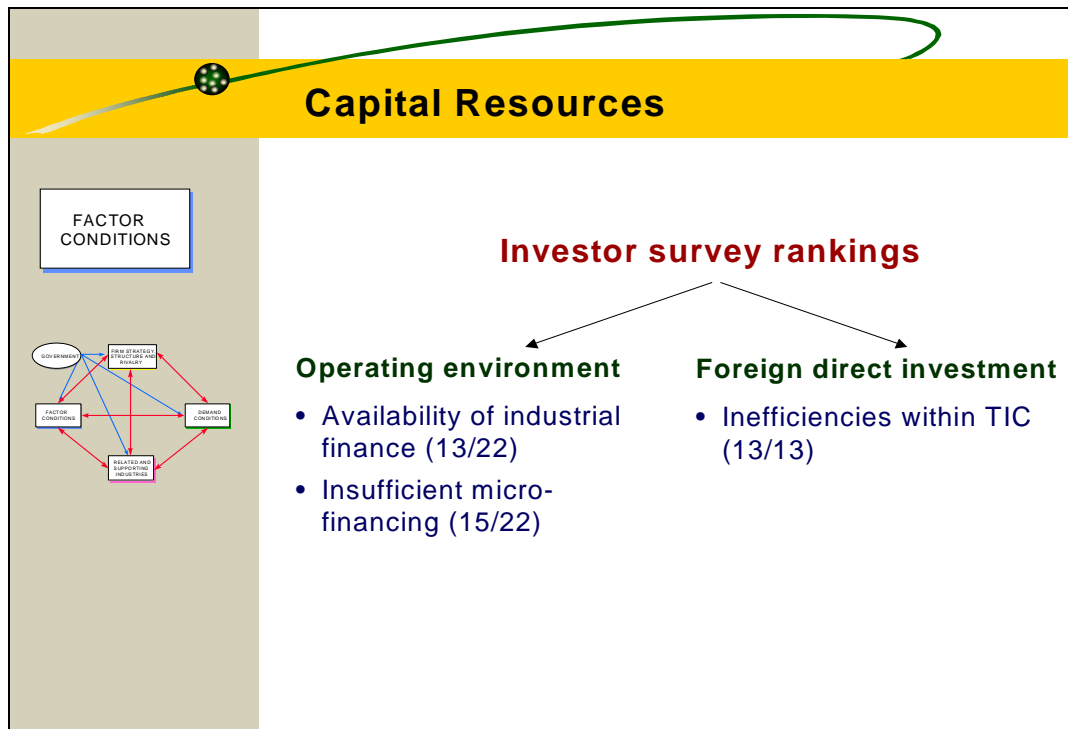 Capital Resources
FACTOR
CONDITIONS
GOVERNMENT
FIRM STRATEGY
STRUCTURE AND
RIVALRY
FACTOR
CONDITIONS
DEMAND
CONDITIONS
RELATED AND
SUPPORTING
INDUSTRIES
Investor survey rankings
Operating environment
• Availability of industrial
finance (13/22)
• Insufficient micro-
financing (15/22)
Foreign direct investment
• Inefficiencies within TIC
(13/13)